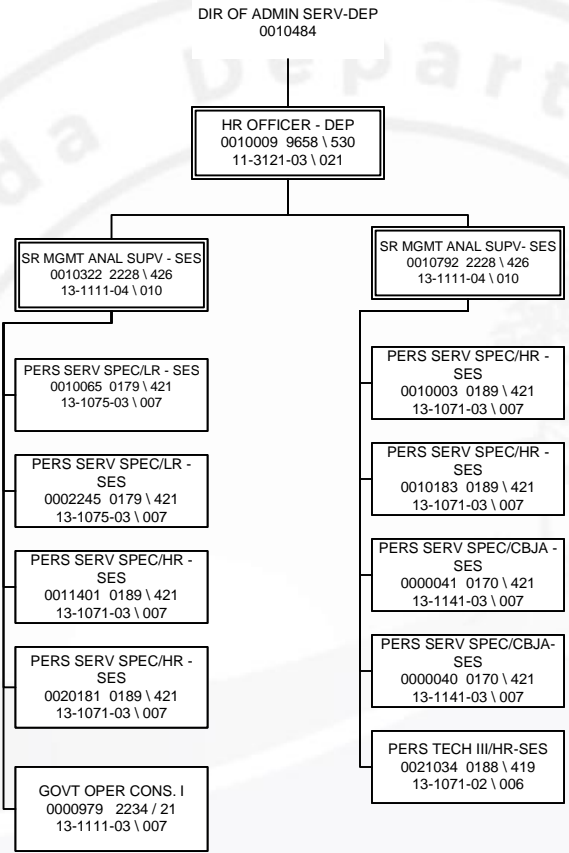 DIR OF ADMIN SERV-DEP
0010484
HR OFFICER - DEP
0010009 9658 \ 530
11-3121-03 \ 021
SR MGMT ANAL SUPV - SES
0010322 2228 \ 426
13-1111-04 \ 010
PERS SERV SPEC/LR - SES
0010065 0179 \ 421
13-1075-03 \ 007
PERS SERV SPEC/LR -
SES
0002245 0179 \ 421
13-1075-03 \ 007
PERS SERV SPEC/HR -
SES
0011401 0189 \ 421
13-1071-03 \ 007
PERS SERV SPEC/HR -
SES
0020181 0189 \ 421
13-1071-03 \ 007
GOVT OPER CONS. I
0000979 2234 / 21
13-1111-03 \ 007
SR MGMT ANAL SUPV- SES
0010792 2228 \ 426
13-1111-04 \ 010
PERS SERV SPEC/HR -
SES
0010003 0189 \ 421
13-1071-03 \ 007
PERS SERV SPEC/HR -
SES
0010183 0189 \ 421
13-1071-03 \ 007
PERS SERV SPEC/CBJA -
SES
0000041 0170 \ 421
13-1141-03 \ 007
PERS SERV SPEC/CBJA-
SES
0000040 0170 \ 421
13-1141-03 \ 007
PERS TECH III/HR-SES
0021034 0188 \ 419
13-1071-02 \ 006